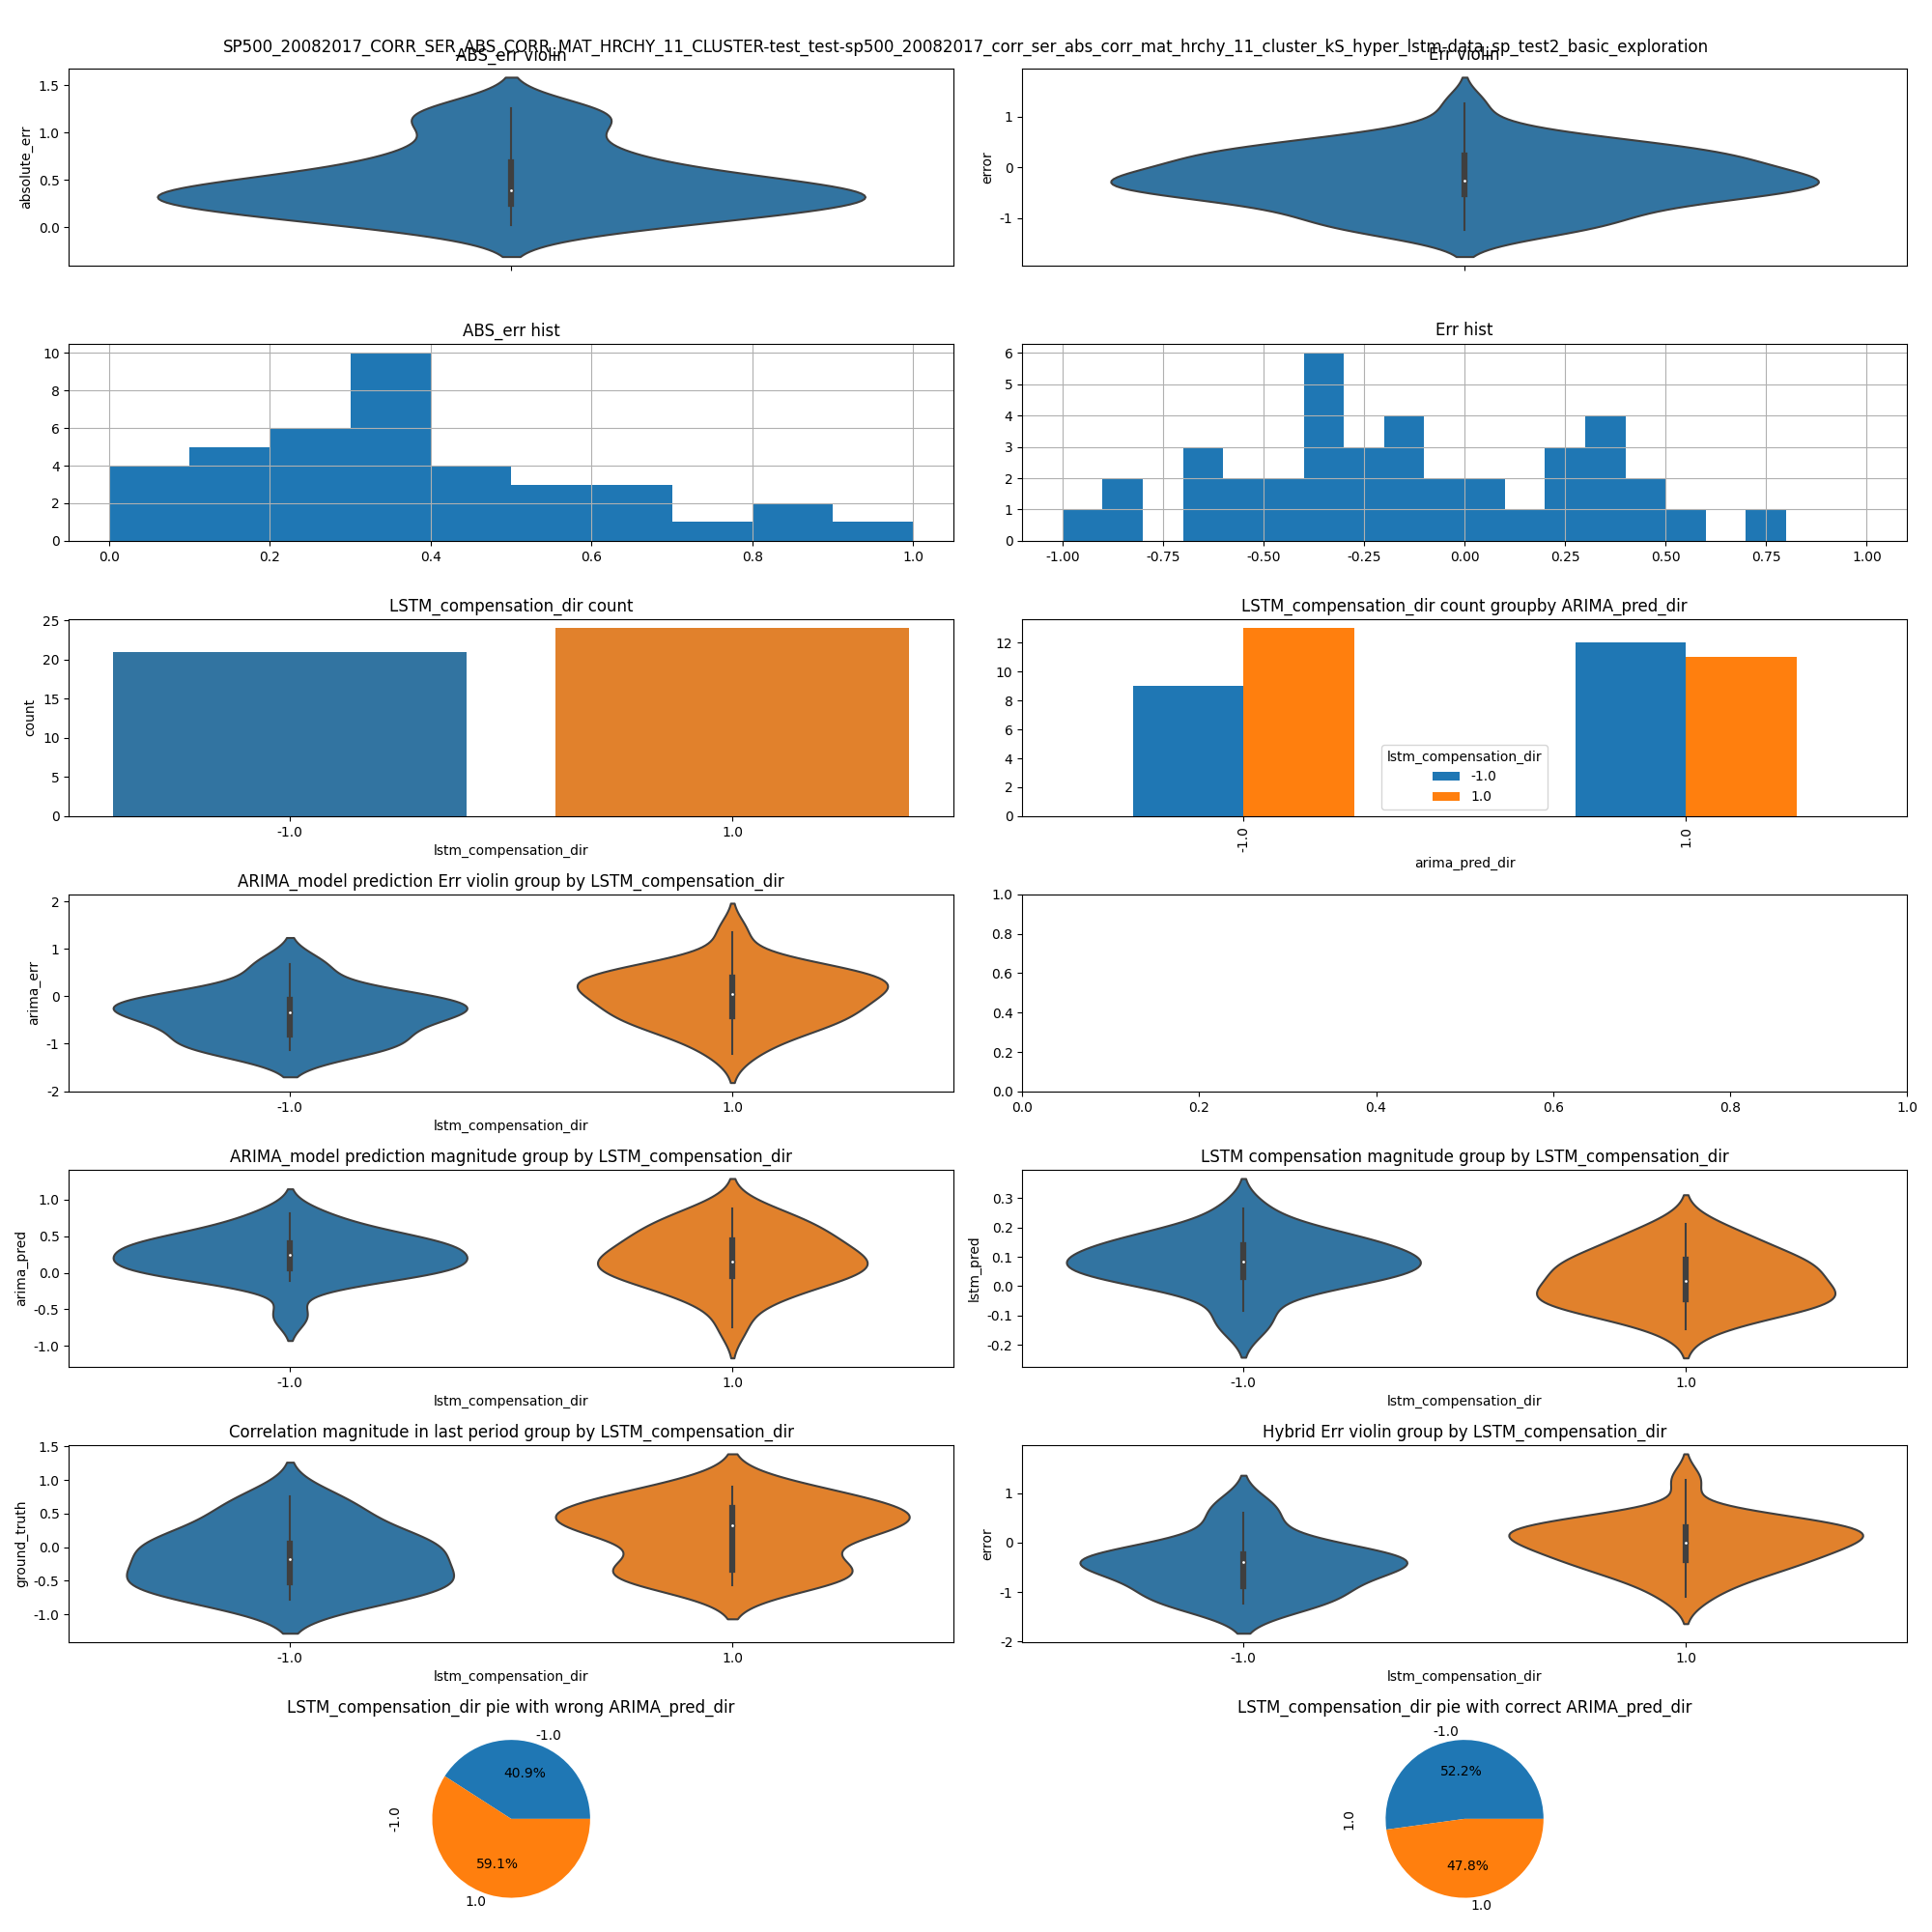 SP500_20082017_CORR_SER_ABS_CORR_MAT_HRCHY_11_CLUSTER-test_test-sp500_20082017_corr_ser_abs_corr_mat_hrchy_11_cluster_kS_hyper_lstm-data_sp_test2_basic_exploration
ABS_err violin
Err violin
absolute_err
1.5
1.0
0.5
0.0
error
1
0
-1
ABS_err hist
Err hist
10
8
6
4
2
0
0.0 0.2 0.4 0.6 0.8 1.0
6
5
4
3
2
1
0
-1.00 -0.75 -0.50 -0.25 0.00 0.25 0.50 0.75 1.00
LSTM_compensation_dir count
LSTM_compensation_dir count groupby ARIMA_pred_dir
count
25
20
15
10
5
0
-1.0 1.0
lstm_compensation_dir
12
10
8
6
4
2
0
lstm_compensation_dir
-1.0
1.0
-1.0 1.0
arima_pred_dir
ARIMA_model prediction Err violin group by LSTM_compensation_dir
arima_err
2
1
0
-1
-2
-1.0 1.0
lstm_compensation_dir
1.0
0.8
0.6
0.4
0.2
0.0
0.0 0.2 0.4 0.6 0.8 1.0
ARIMA_model prediction magnitude group by LSTM_compensation_dir
LSTM compensation magnitude group by LSTM_compensation_dir
arima_pred
1.0
0.5
0.0
-0.5
-1.0
-1.0 1.0
lstm_compensation_dir
lstm_pred
0.3
0.2
0.1
0.0
-0.1
-0.2
-1.0 1.0
lstm_compensation_dir
Correlation magnitude in last period group by LSTM_compensation_dir
Hybrid Err violin group by LSTM_compensation_dir
ground_truth
1.5
1.0
0.5
0.0
-0.5
-1.0
-1.0 1.0
lstm_compensation_dir
error
1
0
-1
-2
-1.0 1.0
lstm_compensation_dir
LSTM_compensation_dir pie with wrong ARIMA_pred_dir
LSTM_compensation_dir pie with correct ARIMA_pred_dir
-1.0
40.9%
-1.0
59.1%
1.0
-1.0
52.2%
1.0
47.8%
1.0